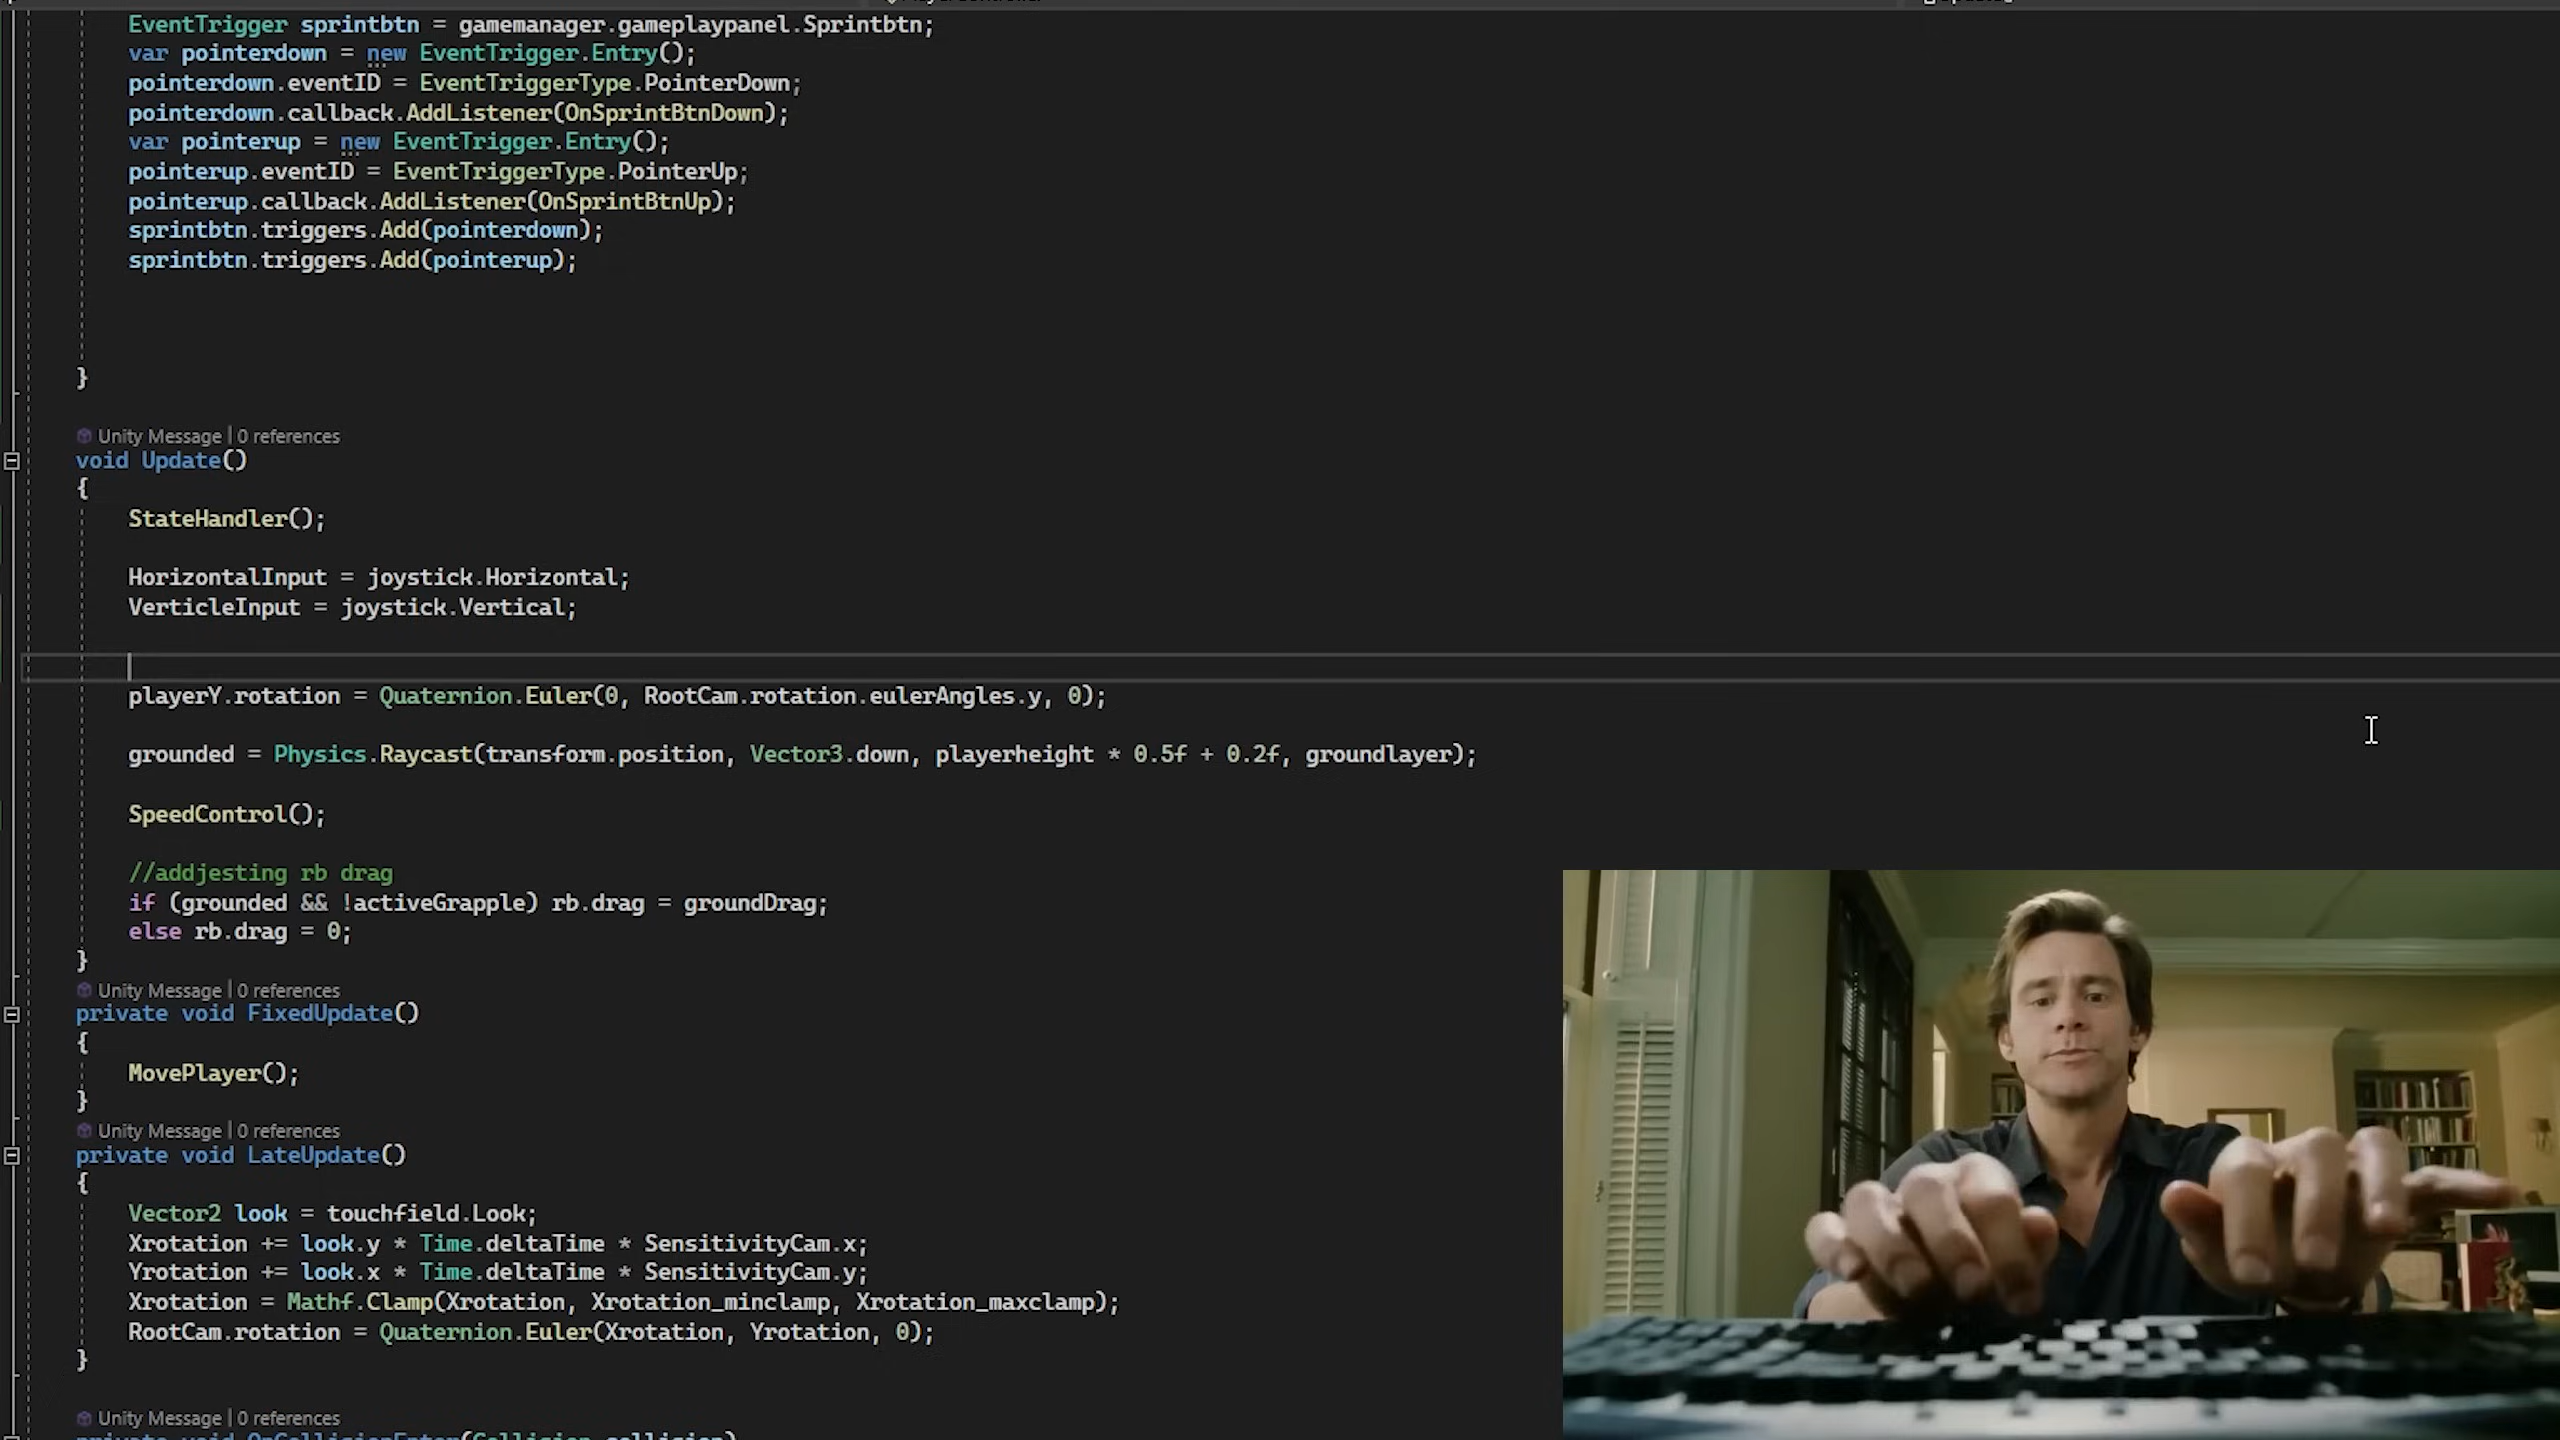 EventTrigger sprintbtn = gamemanager.gameplaypanel.Sprintbtn;
var pointerdown = new EventTrigger.Entry();
pointerdown.eventID = EventTriggerType.PointerDown;
pointerdown.callback.AddListener(OnSprintBtnDown);
var pointerup = new EventTrigger.Entry();
pointerup.eventID = EventTriggerType.PointerUp;
pointerup.callback.AddListener(OnSprintBtnUp);
sprintbtn.triggers.Add(pointerdown);
sprintbtn.triggers.Add(pointerup);
}
Unity Message | 0 references
void Update()
{
StateHandler();
HorizontalInput = joystick.Horizontal;
VerticleInput = joystick.Vertical;
playerY.rotation = Quaternion.Euler(0, RootCam.rotation.eulerAngles.y, 0);
grounded = Physics.Raycast(transform.position, Vector3.down, playerheight * 0.5f + 0.2f, groundlayer);
SpeedControl();
//addjesting rb drag
if (grounded && !activeGrapple) rb.drag = groundDrag;
else rb.drag = 0;
}
Unity Message | 0 references
private void FixedUpdate()
{
MovePlayer();
}
Unity Message | 0 references
private void LateUpdate()
{
Vector2 look = touchfield.Look;
Xrotation += look.y * Time.deltaTime * SensitivityCam.x;
Yrotation += look.x * Time.deltaTime * SensitivityCam.y;
Xrotation = Mathf.Clamp(Xrotation, Xrotation_minclamp, Xrotation_maxclamp);
RootCam.rotation = Quaternion.Euler(Xrotation, Yrotation, 0);
}
Unity Message | 0 references
private void OnCollisionEnter(Collision collision)